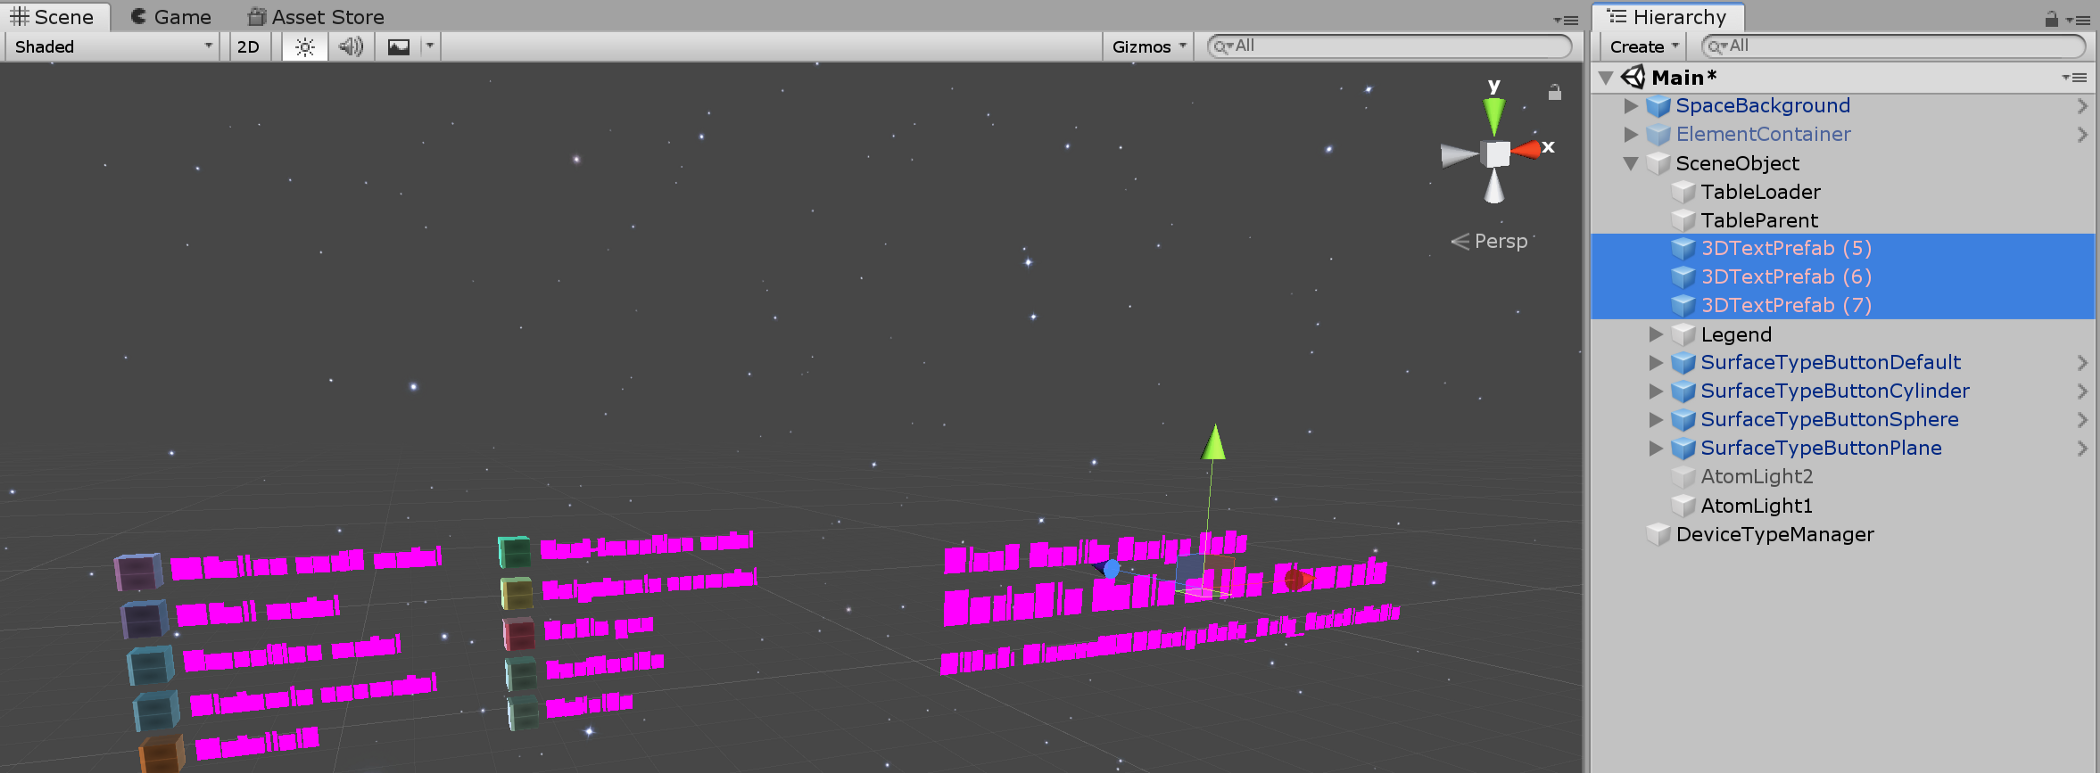 Scene Game Asset Store
Shaded 2D Gizmos All
y
x
Persp
Hierarchy
Create All
Main*
SpaceBackground
ElementContainer
SceneObject
TableLoader
TableParent
3DTextPrefab (5)
3DTextPrefab (6)
3DTextPrefab (7)
Legend
SurfaceTypeButtonDefault
SurfaceTypeButtonCylinder
SurfaceTypeButtonSphere
SurfaceTypeButtonPlane
AtomLight2
AtomLight1
DeviceTypeManager